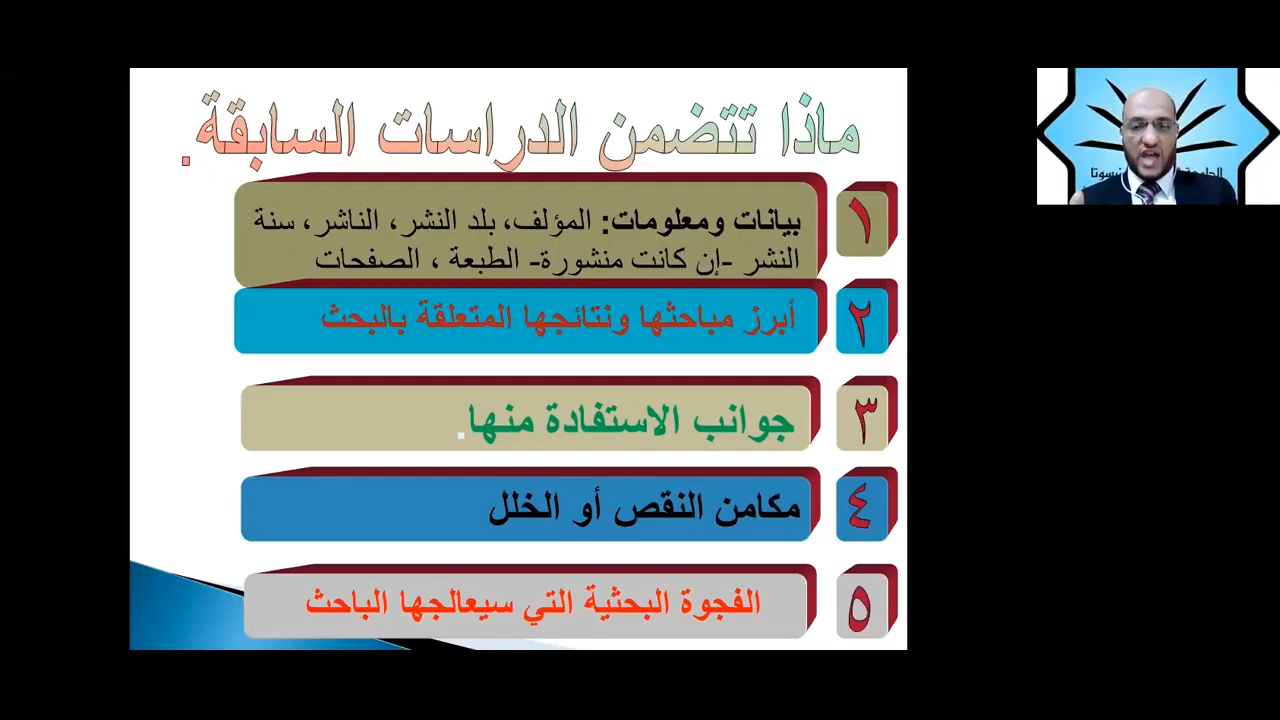 ماذا تتضمن الدراسات السابقة.
١
بيانات ومعلومات: المؤلف، بلد النشر، الناشر، سنة
النشر -إن كانت منشورة- الطبعة ، الصفحات
٢
أبرز مباحثها ونتائجها المتعلقة بالبحث
٣
جوانب الاستفادة منها.
٤
مكامن النقص أو الخلل
٥
الفجوة البحثية التي سيعالجها الباحث